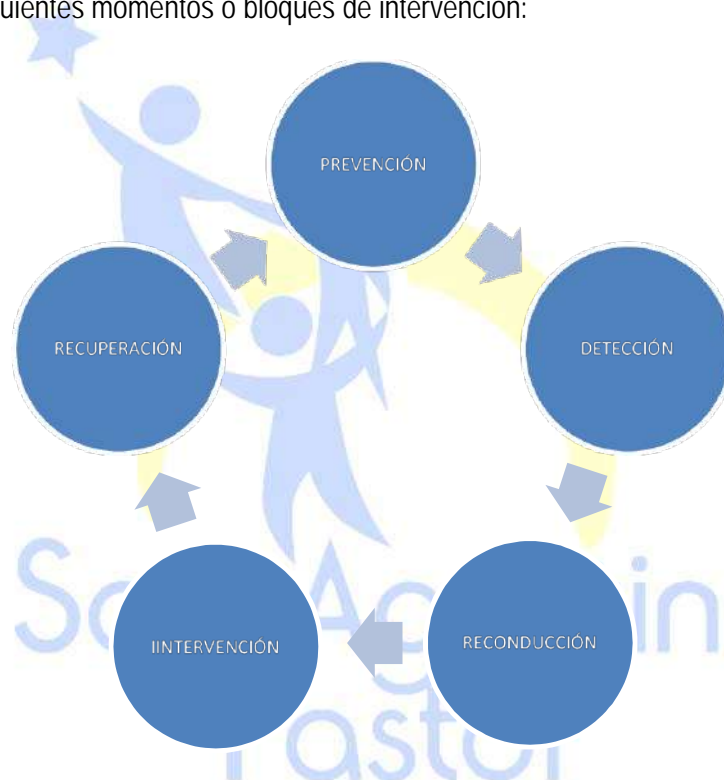 uientes momentos o bloques de intervención:
PREVENCIÓN
DETECCIÓN
RECONDUCCIÓN
IINTERVENCIÓN
RECUPERACIÓN